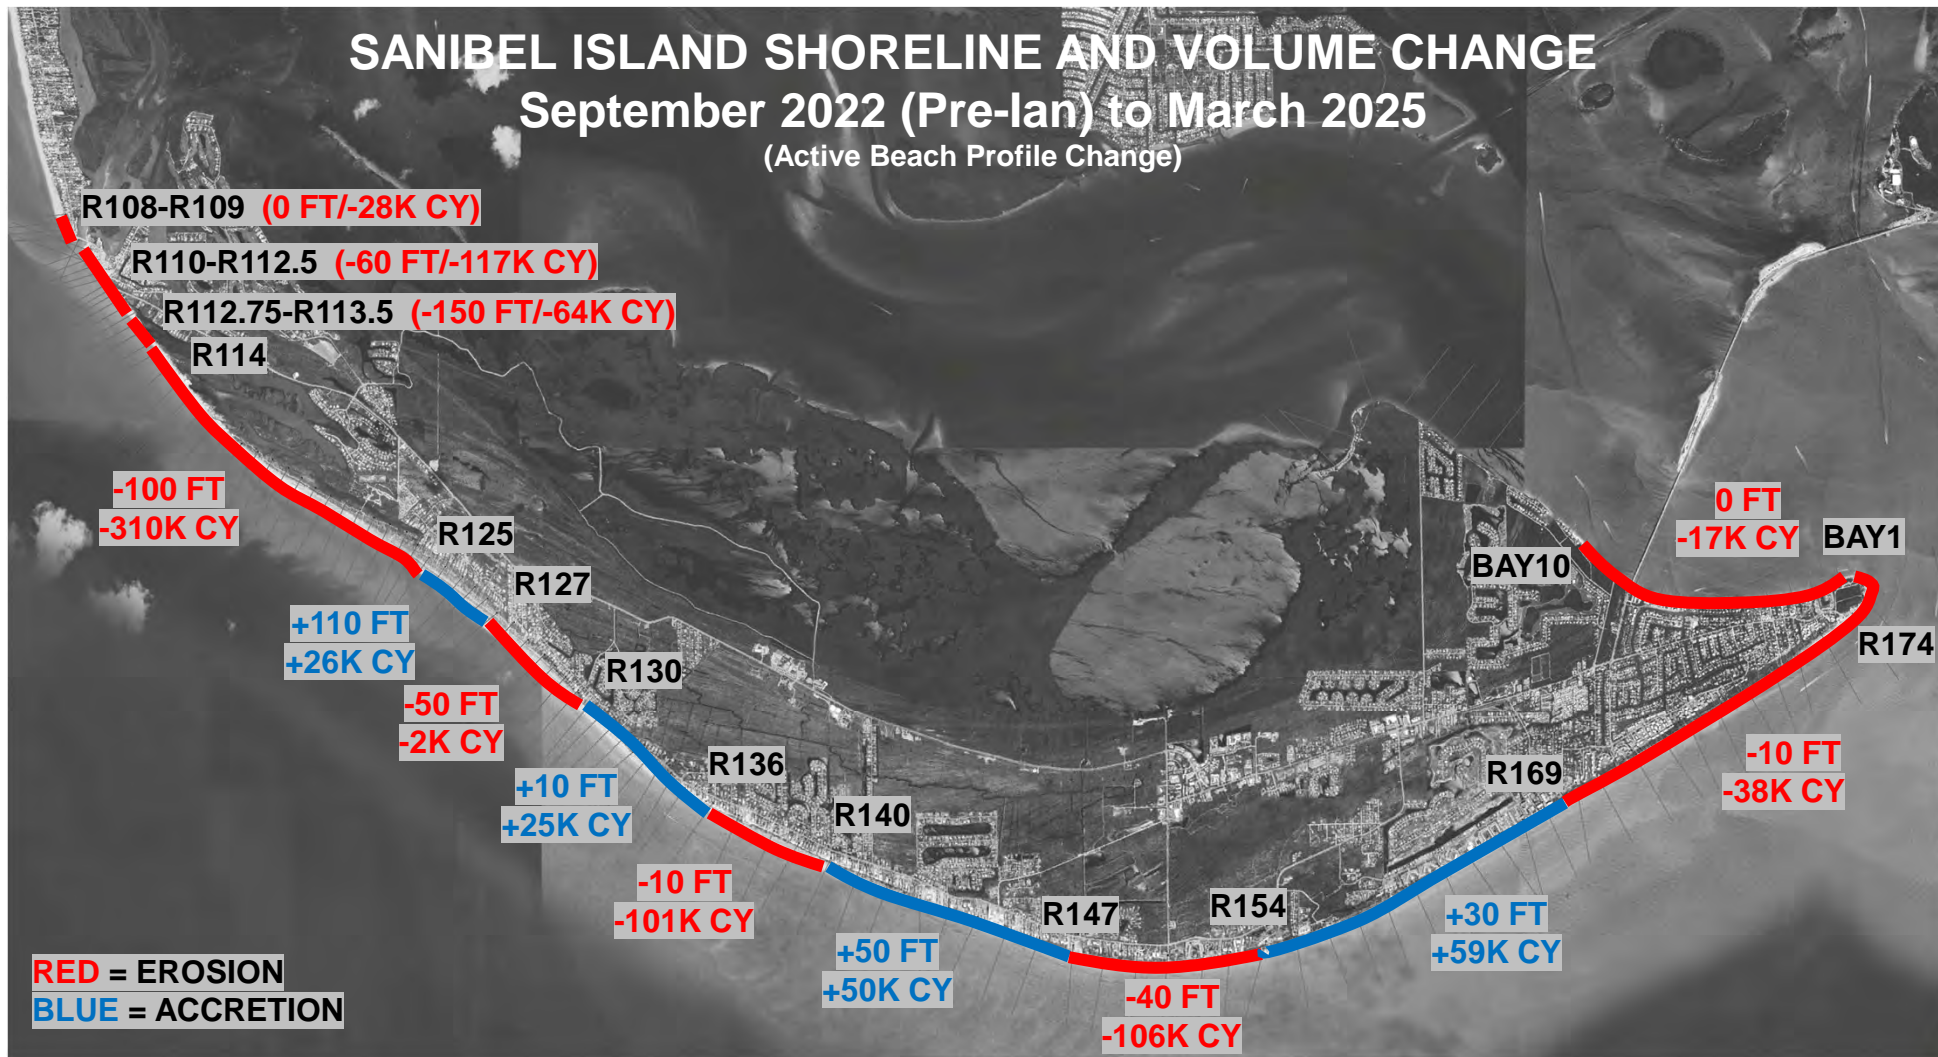 SANIBEL ISLAND SHORELINE AND VOLUME CHANGE
September 2022 (Pre-Ian) to March 2025
(Active Beach Profile Change)
R108-R109 (0 FT/-28K CY)
R110-R112.5 (-60 FT/-117K CY)
R112.75-R113.5 (-150 FT/-64K CY)
R114
-100 FT
-310K CY
R125
+110 FT
+26K CY
R127
-50 FT
-2K CY
R130
+10 FT
+25K CY
R136
-10 FT
-101K CY
R140
+50 FT
+50K CY
R147
-40 FT
-106K CY
R154
+30 FT
+59K CY
R169
-10 FT
-38K CY
R174
BAY1
0 FT
-17K CY
BAY10
RED = EROSION
BLUE = ACCRETION